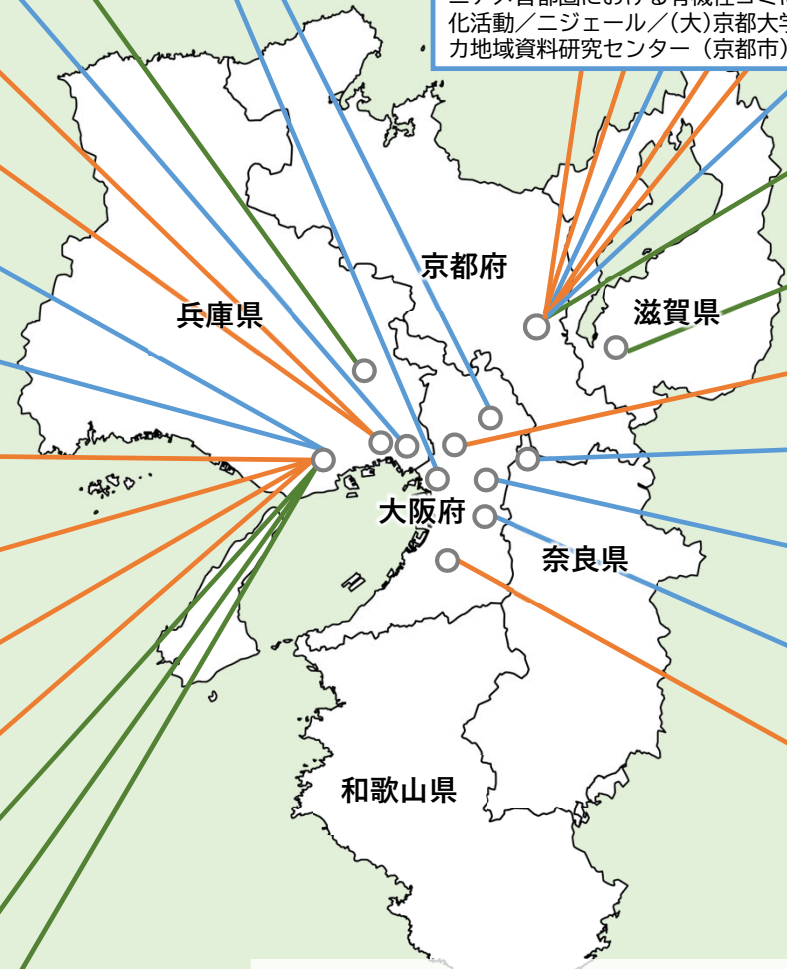 化活動／ニジェール／(大)京都大学
カ地域資料研究センター（京都市）
京都府
兵庫県
滋賀県
大阪府
奈良県
和歌山県